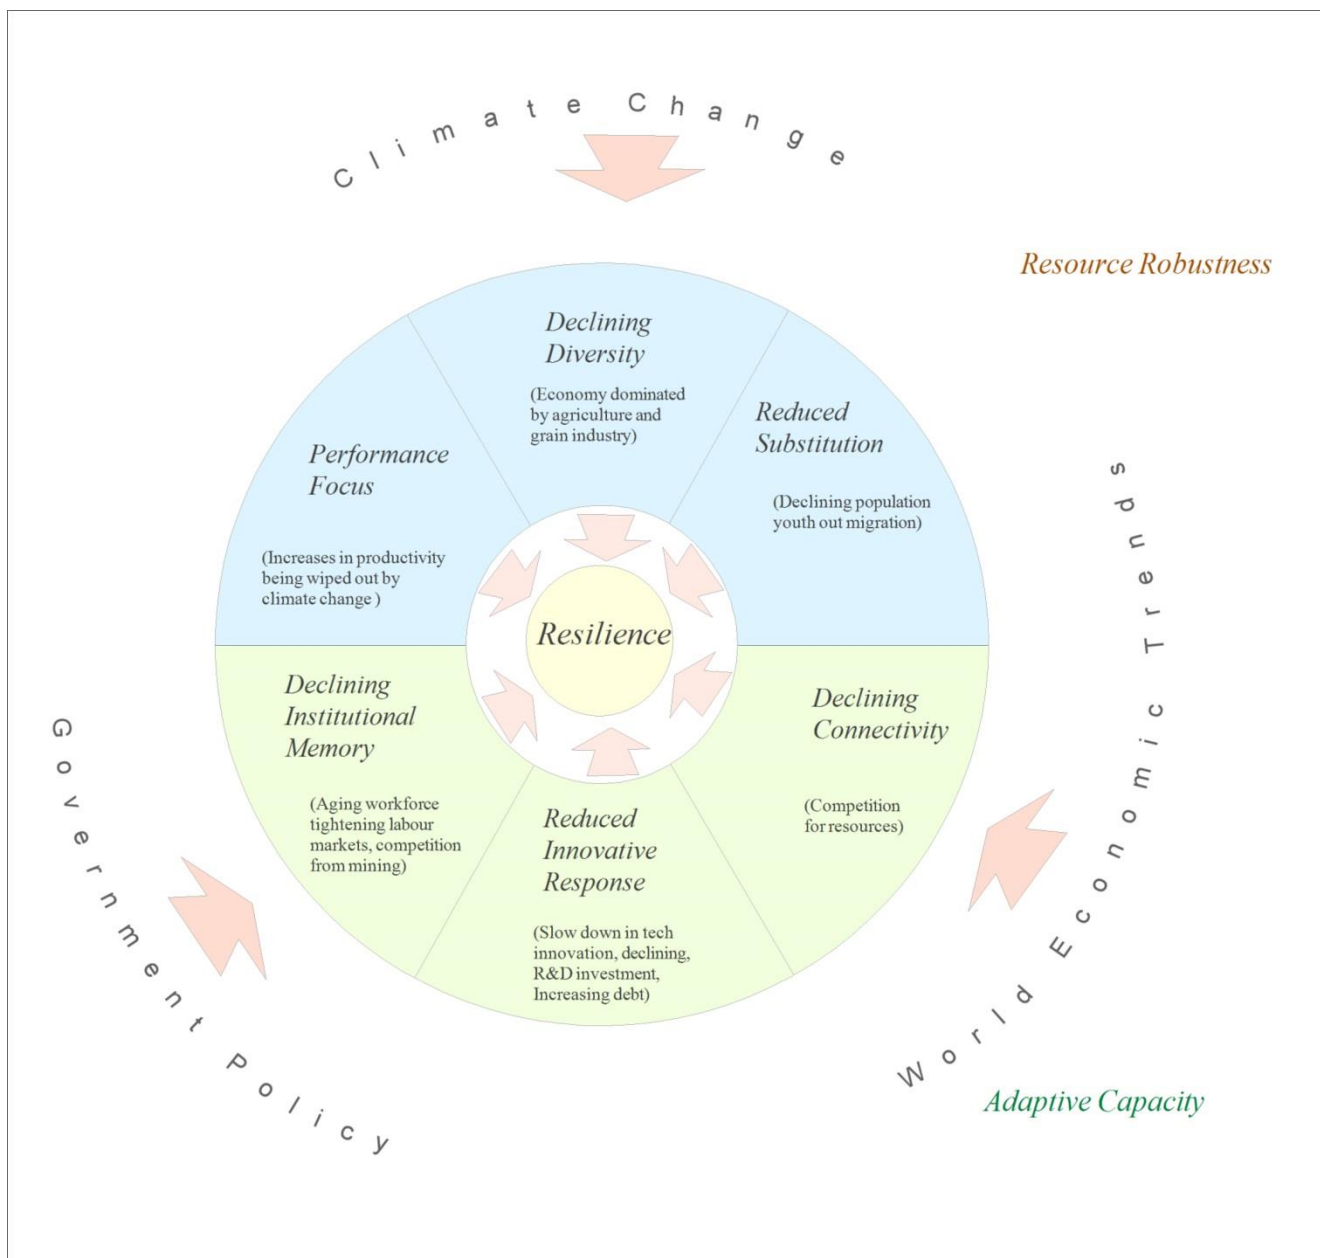 Climate Change
Resource Robustness
Declining
Diversity
(Economy dominated
by agriculture and
grain industry)
Reduced
Substitution
(Declining population
youth out migration)
Performance
Focus
(Increases in productivity
being wiped out by
climate change )
Resilience
Declining
Institutional
Memory
(Aging workforce
tightening labour
markets, competition
from mining)
Reduced
Innovative
Response
(Slow down in tech
innovation, declining,
R&D investment,
Increasing debt)
Declining
Connectivity
(Competition
for resources)
World Economic Trends
Government Policy
Adaptive Capacity